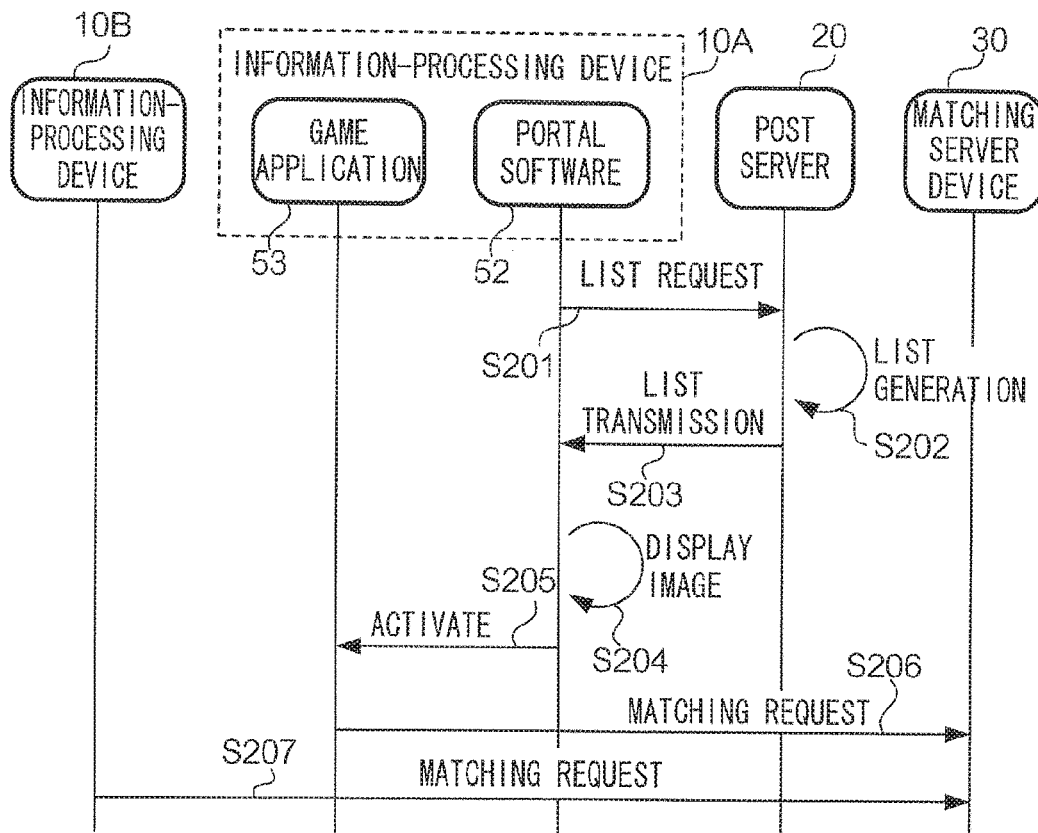 10B
10A
20
30
INFORMATION-PROCESSING DEVICE
INFORMATION-
PROCESSING
DEVICE
GAME
APPLICATION
PORTAL
SOFTWARE
POST
SERVER
MATCHING
SERVER
DEVICE
53
52
LIST REQUEST
S201
LIST
GENERATION
S202
LIST
TRANSMISSION
S203
DISPLAY
IMAGE
S204
S205
ACTIVATE
S206
MATCHING REQUEST
S207
MATCHING REQUEST